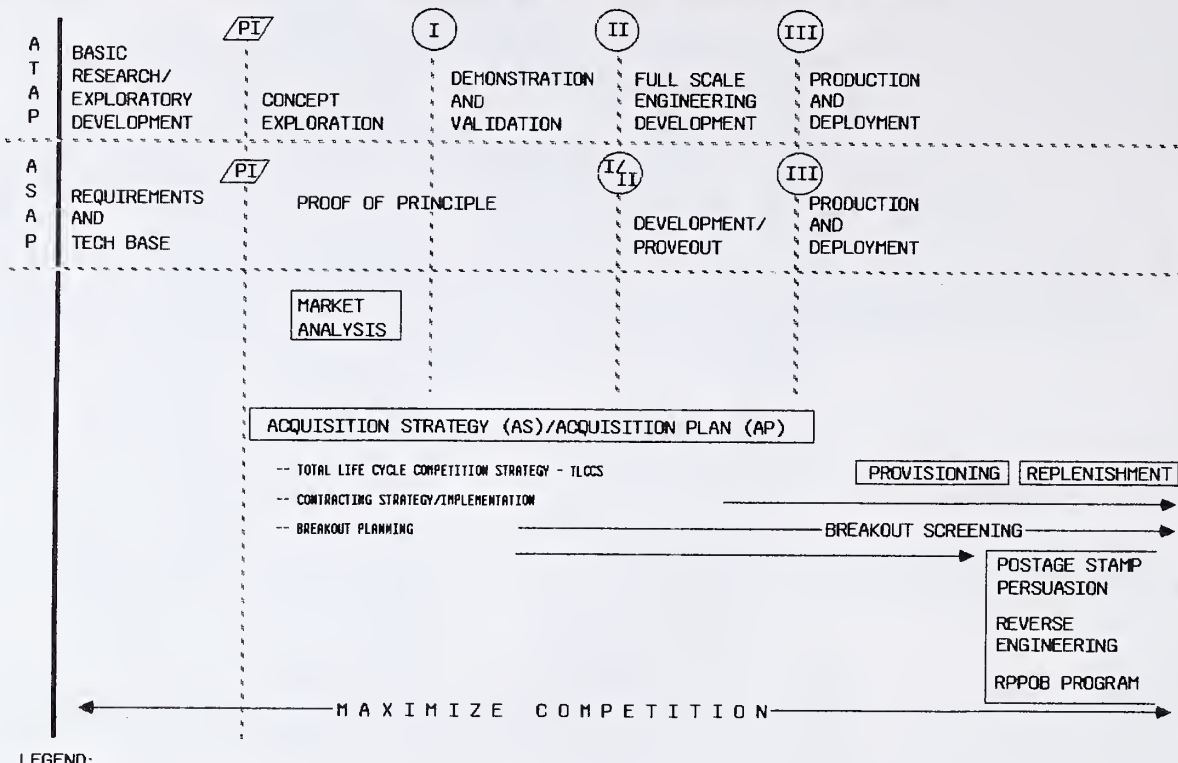 A
T
A
P
BASIC
RESEARCH/
EXPLORATORY
DEVELOPMENT
PI
CONCEPT
EXPLORATION
I
DEMONSTRATION
AND
VALIDATION
II
FULL SCALE
ENGINEERING
DEVELOPMENT
III
PRODUCTION
AND
DEPLOYMENT
A
S
A
P
REQUIREMENTS
AND
TECH BASE
PI
PROOF OF PRINCIPLE
I/II
DEVELOPMENT/
PROVEOUT
III
PRODUCTION
AND
DEPLOYMENT
MARKET
ANALYSIS
ACQUISITION STRATEGY (AS)/ACQUISITION PLAN (AP)
-- TOTAL LIFE CYCLE COMPETITION STRATEGY - TLCCS
-- CONTRACTING STRATEGY/IMPLEMENTATION
-- BREAKOUT PLANNING
PROVISIONING
REPLENISHMENT
BREAKOUT SCREENING
POSTAGE STAMP
PERSUASION
REVERSE
ENGINEERING
RPPOB PROGRAM
MAXIMIZE COMPETITION
LEGEND: